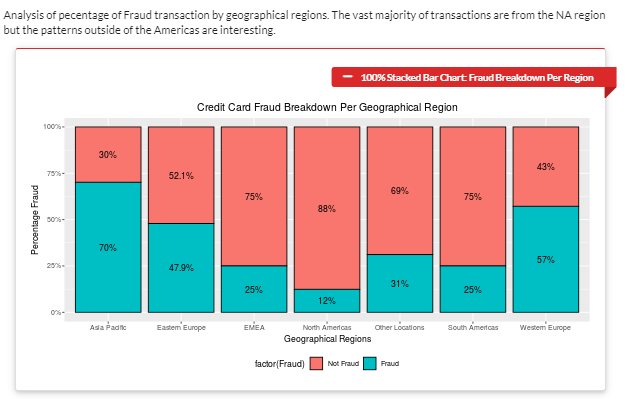 Analysis of pecentage of Fraud transaction by geographical regions. The vast majority of transactions are from the NA region
but the patterns outside of the Americas are interesting.
100% Stacked Bar Chart: Fraud Breakdown Per Region
Credit Card Fraud Breakdown Per Geographical Region
Percentage Fraud
100%
75%
50%
25%
0%
30%
52.1%
75%
88%
69%
75%
43%
70%
47.9%
25%
12%
31%
25%
57%
Asia Pacific
Eastern Europe
EMEA
North Americas
Other Locations
South Americas
Western Europe
Geographical Regions
factor(Fraud)
Not Fraud
Fraud